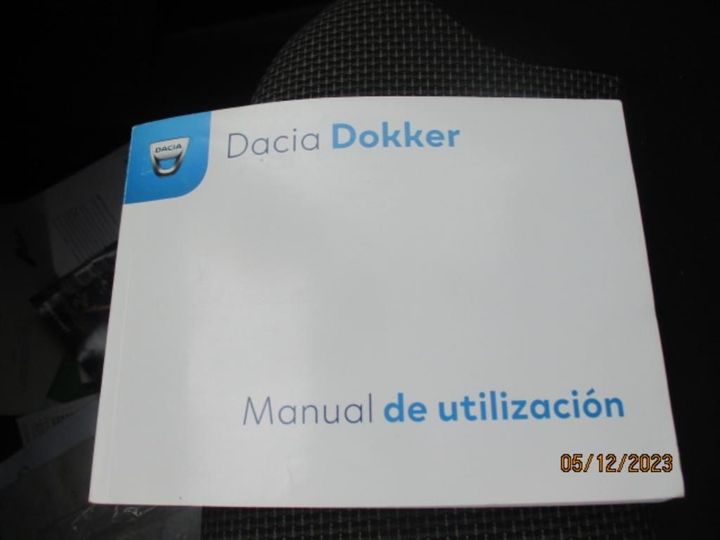 DACIA
Dacia Dokker
Manual de utilización
05/12/2023